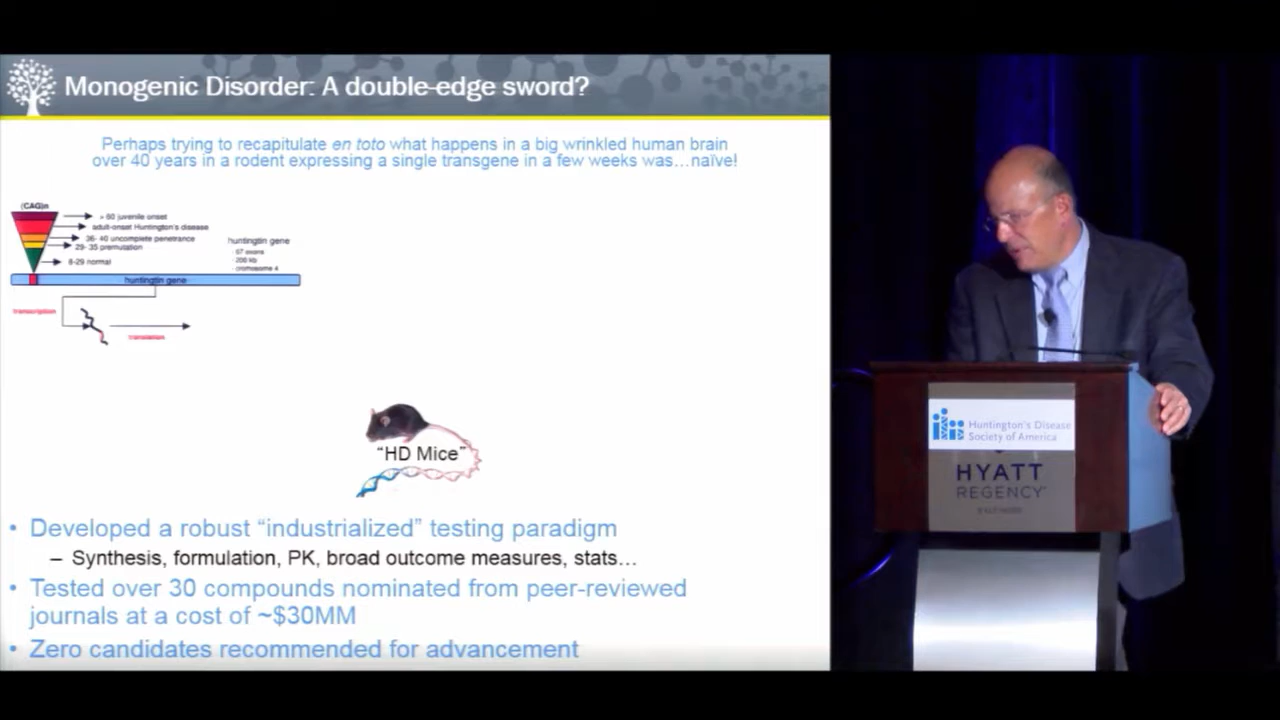 Monogenic Disorder: A double-edge sword?
Perhaps trying to recapitulate en toto what happens in a big wrinkled human brain
over 40 years in a rodent expressing a single transgene in a few weeks was…naïve!
(CAG)n
> 60 juvenile onset
adult-onset Huntington's disease
36- 40 uncomplete penetrance
29- 35 premutation
8-29 normal
huntingtin gene
- 67 exons
- 200 kb
- cromosome 4
huntingtin gene
transcription
translation
"HD Mice"
• Developed a robust "industrialized" testing paradigm
– Synthesis, formulation, PK, broad outcome measures, stats…
• Tested over 30 compounds nominated from peer-reviewed
journals at a cost of ~$30MM
• Zero candidates recommended for advancement
Huntington's Disease
Society of America
HYATT
REGENCY